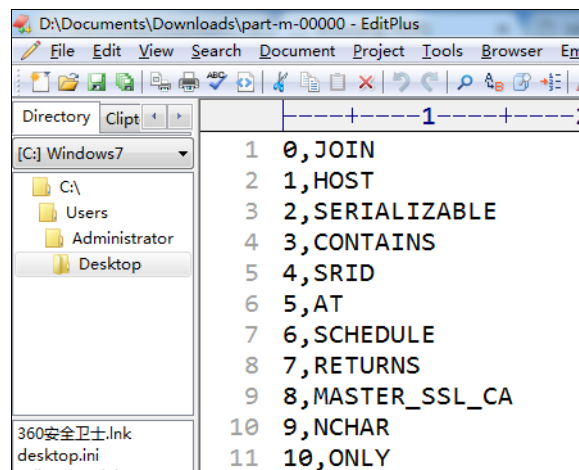 D:\Documents\Downloads\part-m-00000 - EditPlus
File Edit View Search Document Project Tools Browser
Directory Clipt
----+----1----+----
[C:] Windows7
C:\
Users
Administrator
Desktop
1 0,JOIN
2 1,HOST
3 2,SERIALIZABLE
4 3,CONTAINS
5 4,SRID
6 5,AT
7 6,SCHEDULE
8 7,RETURNS
9 8,MASTER_SSL_CA
10 9,NCHAR
11 10,ONLY
360安全卫士.lnk
desktop.ini